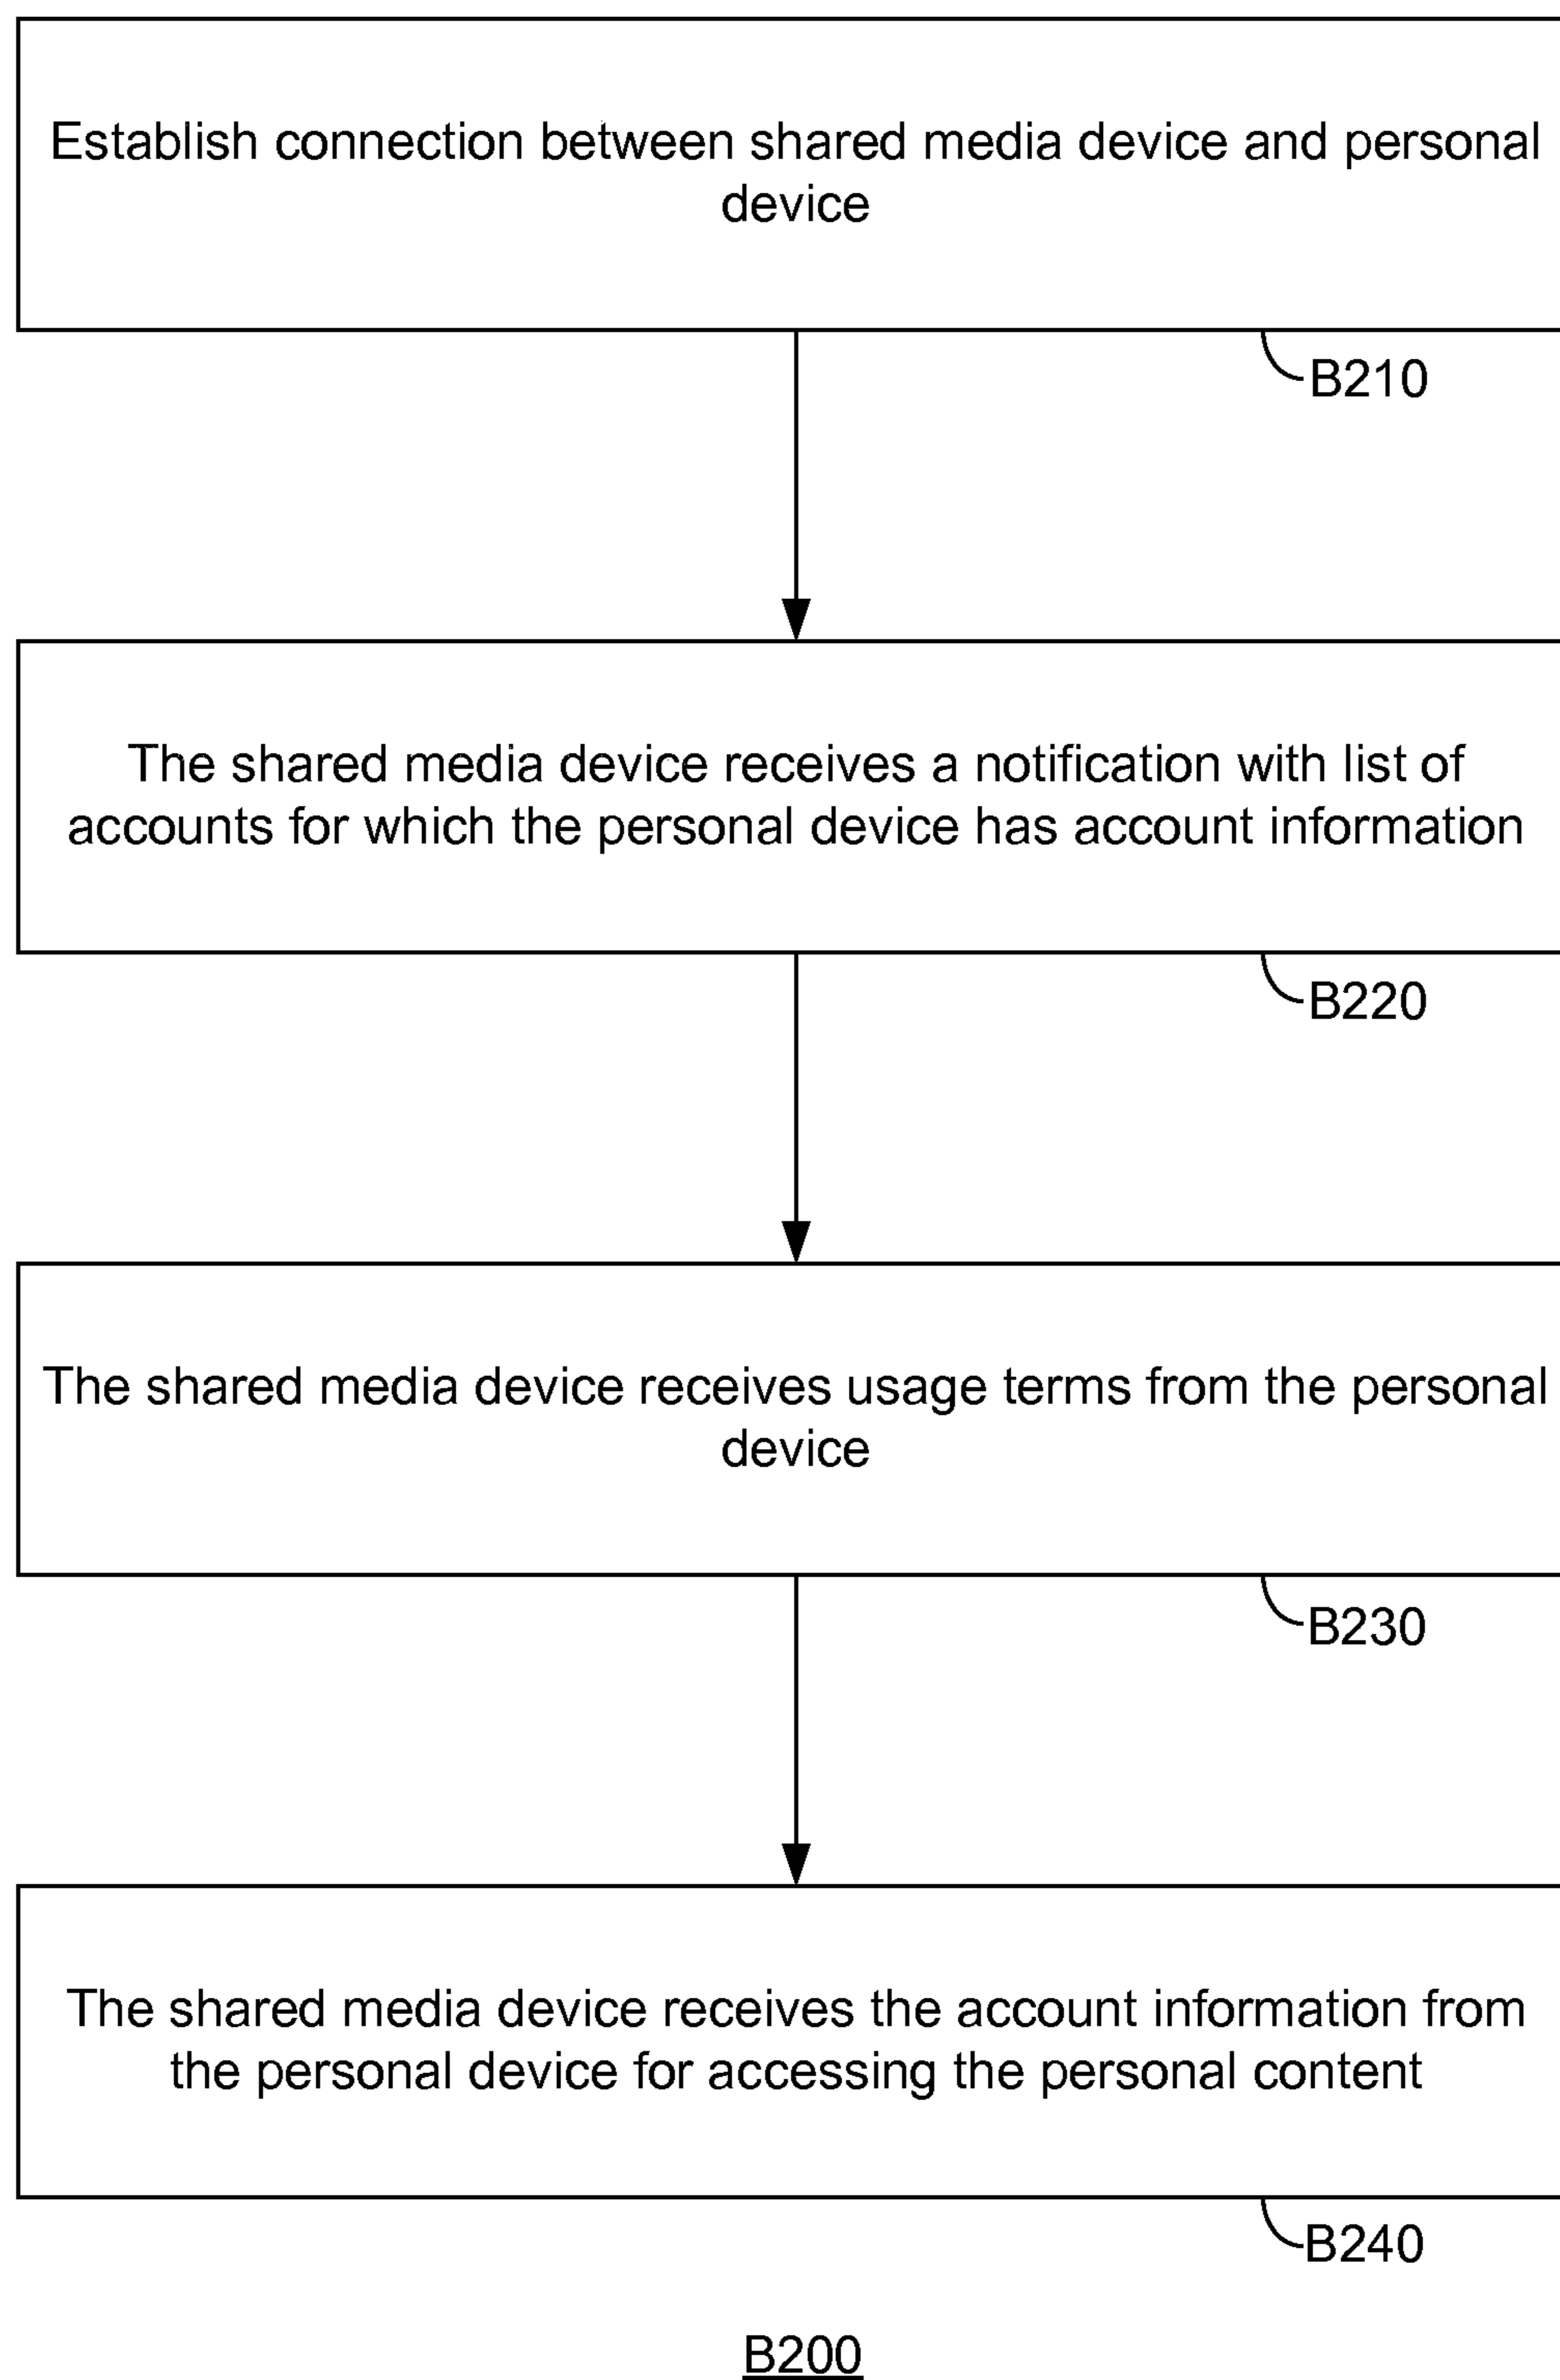 Establish connection between shared media device and personal
device
B210
The shared media device receives a notification with list of
accounts for which the personal device has account information
B220
The shared media device receives usage terms from the personal
device
B230
The shared media device receives the account information from
the personal device for accessing the personal content
B240
B200